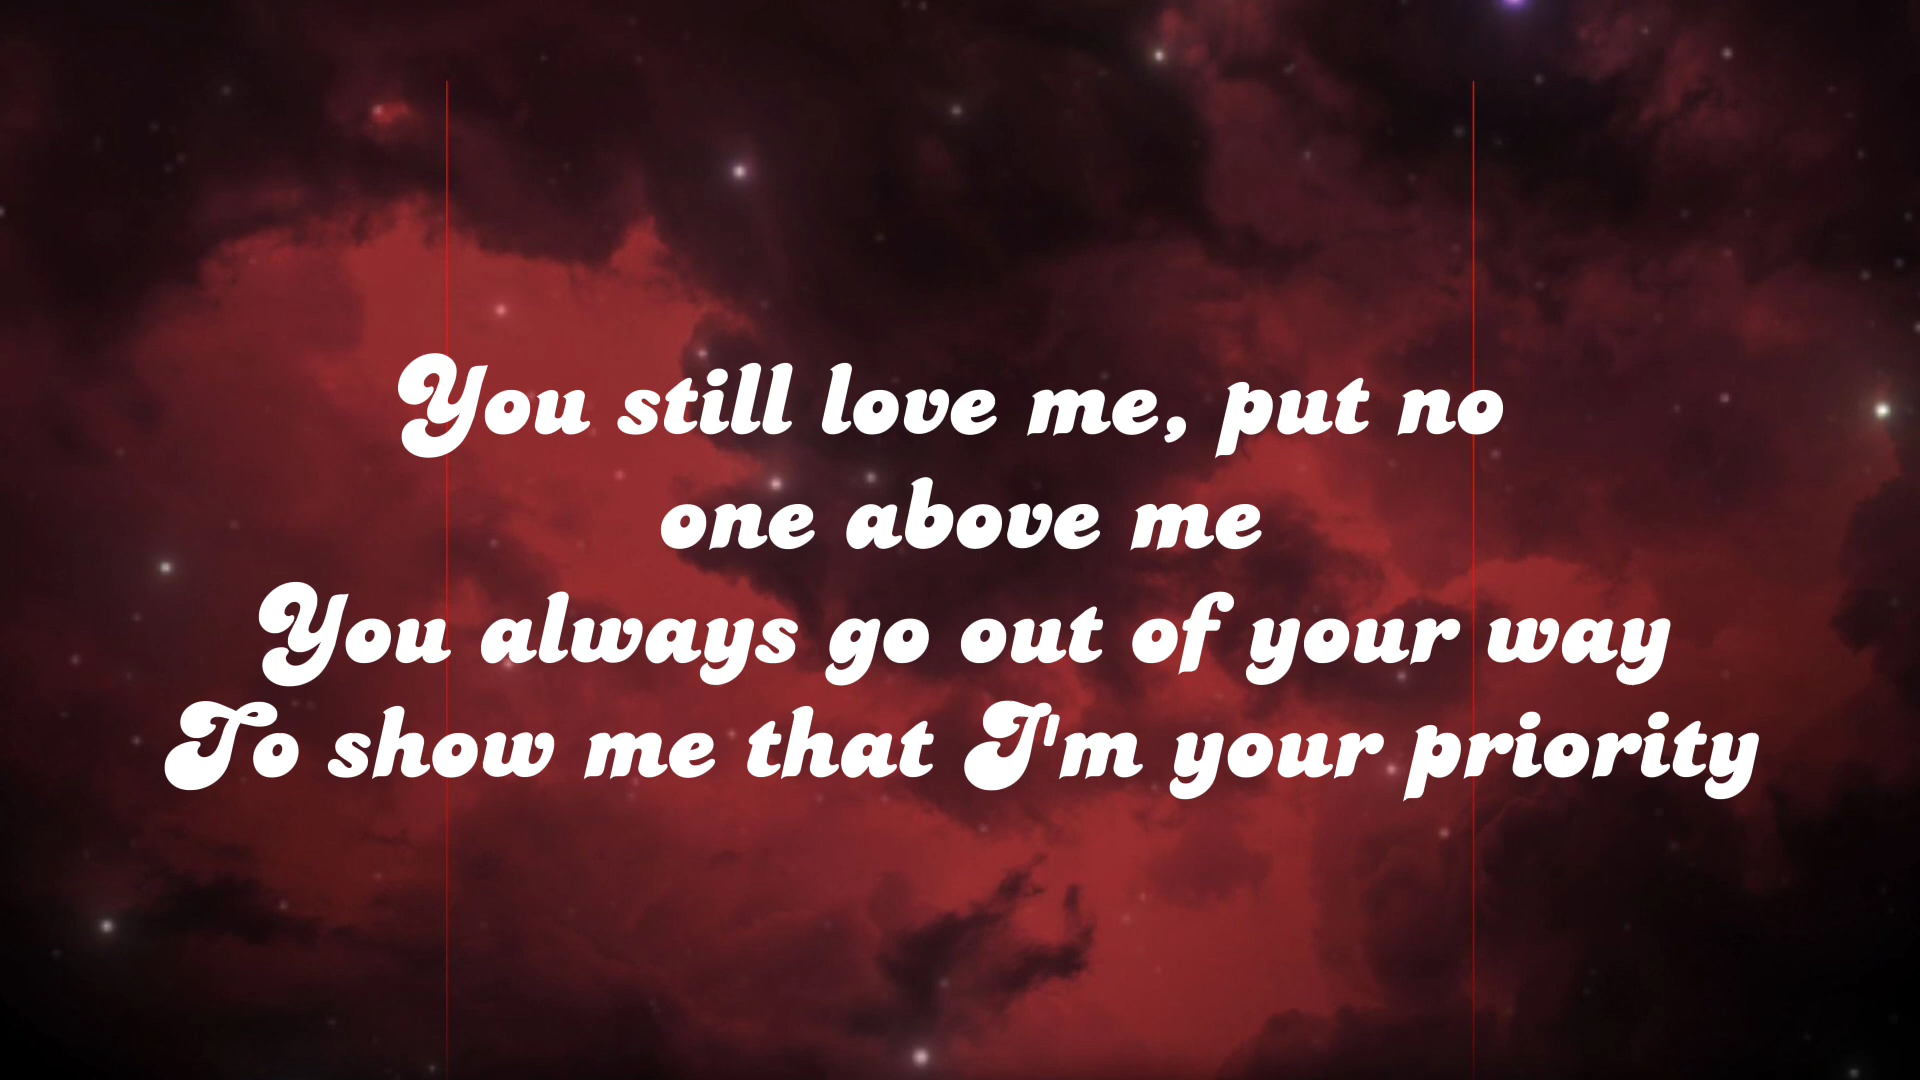 You still love me, put no
one above me
You always go out of your way
To show me that I'm your priority